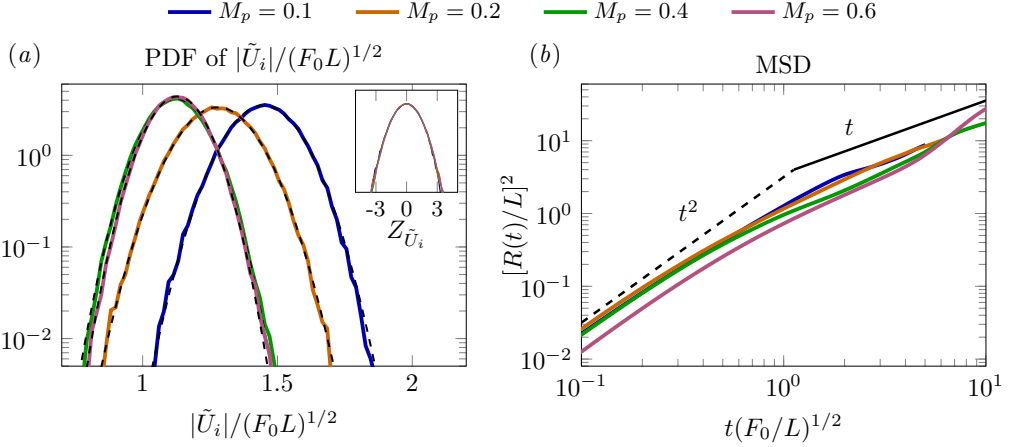 M_p = 0.1 M_p = 0.2 M_p = 0.4 M_p = 0.6
(a) PDF of |Ũ_i|/(F_0L)^{1/2}
10^0
10^{-1}
10^{-2}
1 1.5 2
|Ũ_i|/(F_0L)^{1/2}
-3 0 3
Z_{Ũ_i}
(b) MSD
[R(t)/L]^2
10^1
10^0
10^{-1}
10^{-2}
t
t^2
10^{-1} 10^0 10^1
t(F_0/L)^{1/2}